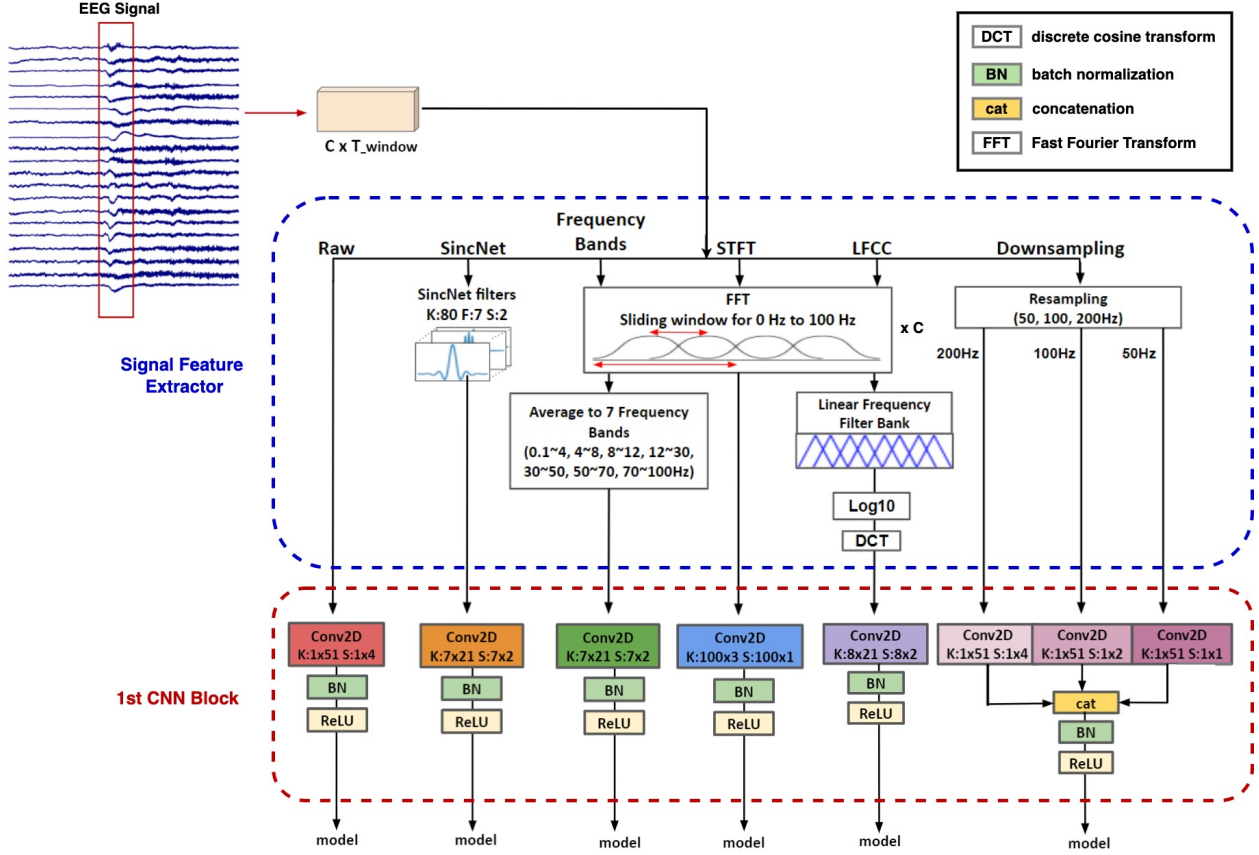 EEG Signal
C x T_window
DCT discrete cosine transform
BN batch normalization
cat concatenation
FFT Fast Fourier Transform
Signal Feature
Extractor
Raw
SincNet
Frequency
Bands
STFT
LFCC
Downsampling
SincNet filters
K:80 F:7 S:2
FFT
Sliding window for 0 Hz to 100 Hz
x C
Resampling
(50, 100, 200Hz)
200Hz
100Hz
50Hz
Average to 7 Frequency
Bands
(0.1~4, 4~8, 8~12, 12~30,
30~50, 50~70, 70~100Hz)
Linear Frequency
Filter Bank
Log10
DCT
1st CNN Block
Conv2D
K:1x51 S:1x4
BN
ReLU
model
Conv2D
K:7x21 S:7x2
BN
ReLU
model
Conv2D
K:7x21 S:7x2
BN
ReLU
model
Conv2D
K:100x3 S:100x1
BN
ReLU
model
Conv2D
K:8x21 S:8x2
BN
ReLU
model
Conv2D
K:1x51 S:1x4
Conv2D
K:1x51 S:1x2
Conv2D
K:1x51 S:1x1
cat
BN
ReLU
model